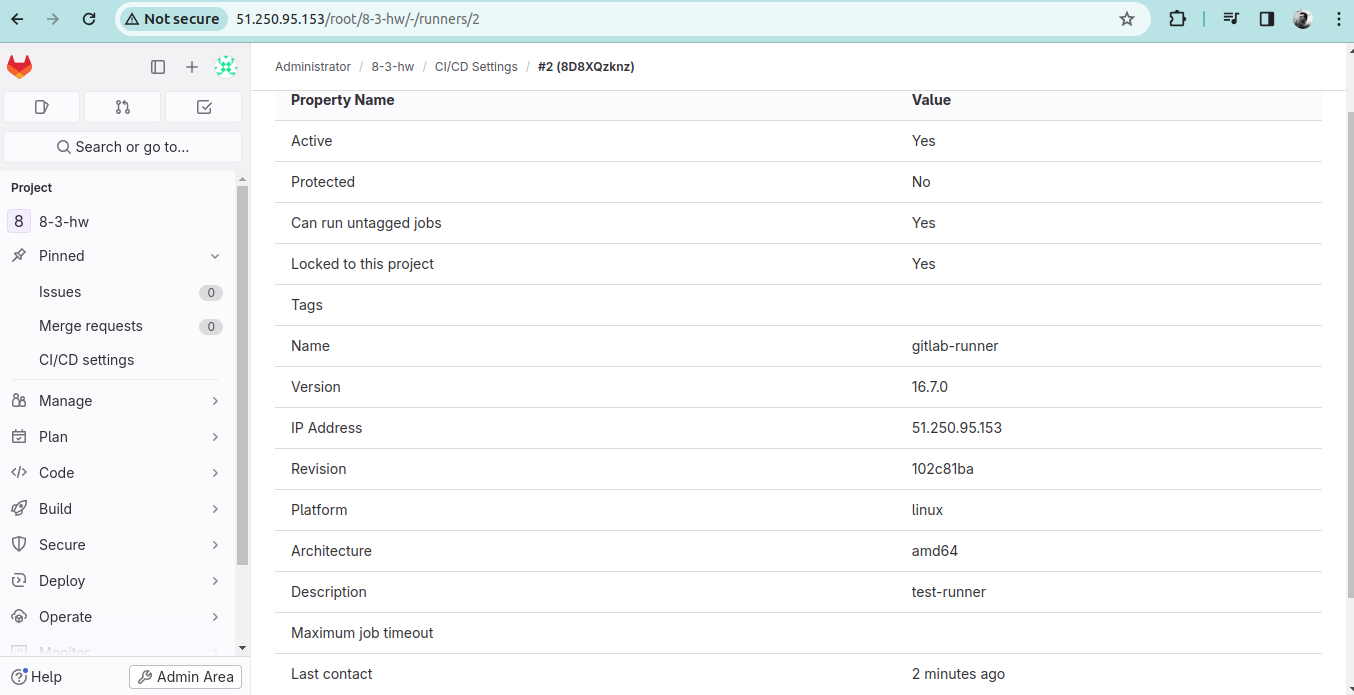 Not secure 51.250.95.153/root/8-3-hw/-/runners/2
Administrator / 8-3-hw / CI/CD Settings / #2 (8D8XQzknz)
Search or go to...
Project
8 8-3-hw
Pinned
Issues 0
Merge requests 0
CI/CD settings
Manage
Plan
Code
Build
Secure
Deploy
Operate
Monitor
Help
Admin Area
Property Name Value
Active Yes
Protected No
Can run untagged jobs Yes
Locked to this project Yes
Tags
Name gitlab-runner
Version 16.7.0
IP Address 51.250.95.153
Revision 102c81ba
Platform linux
Architecture amd64
Description test-runner
Maximum job timeout
Last contact 2 minutes ago